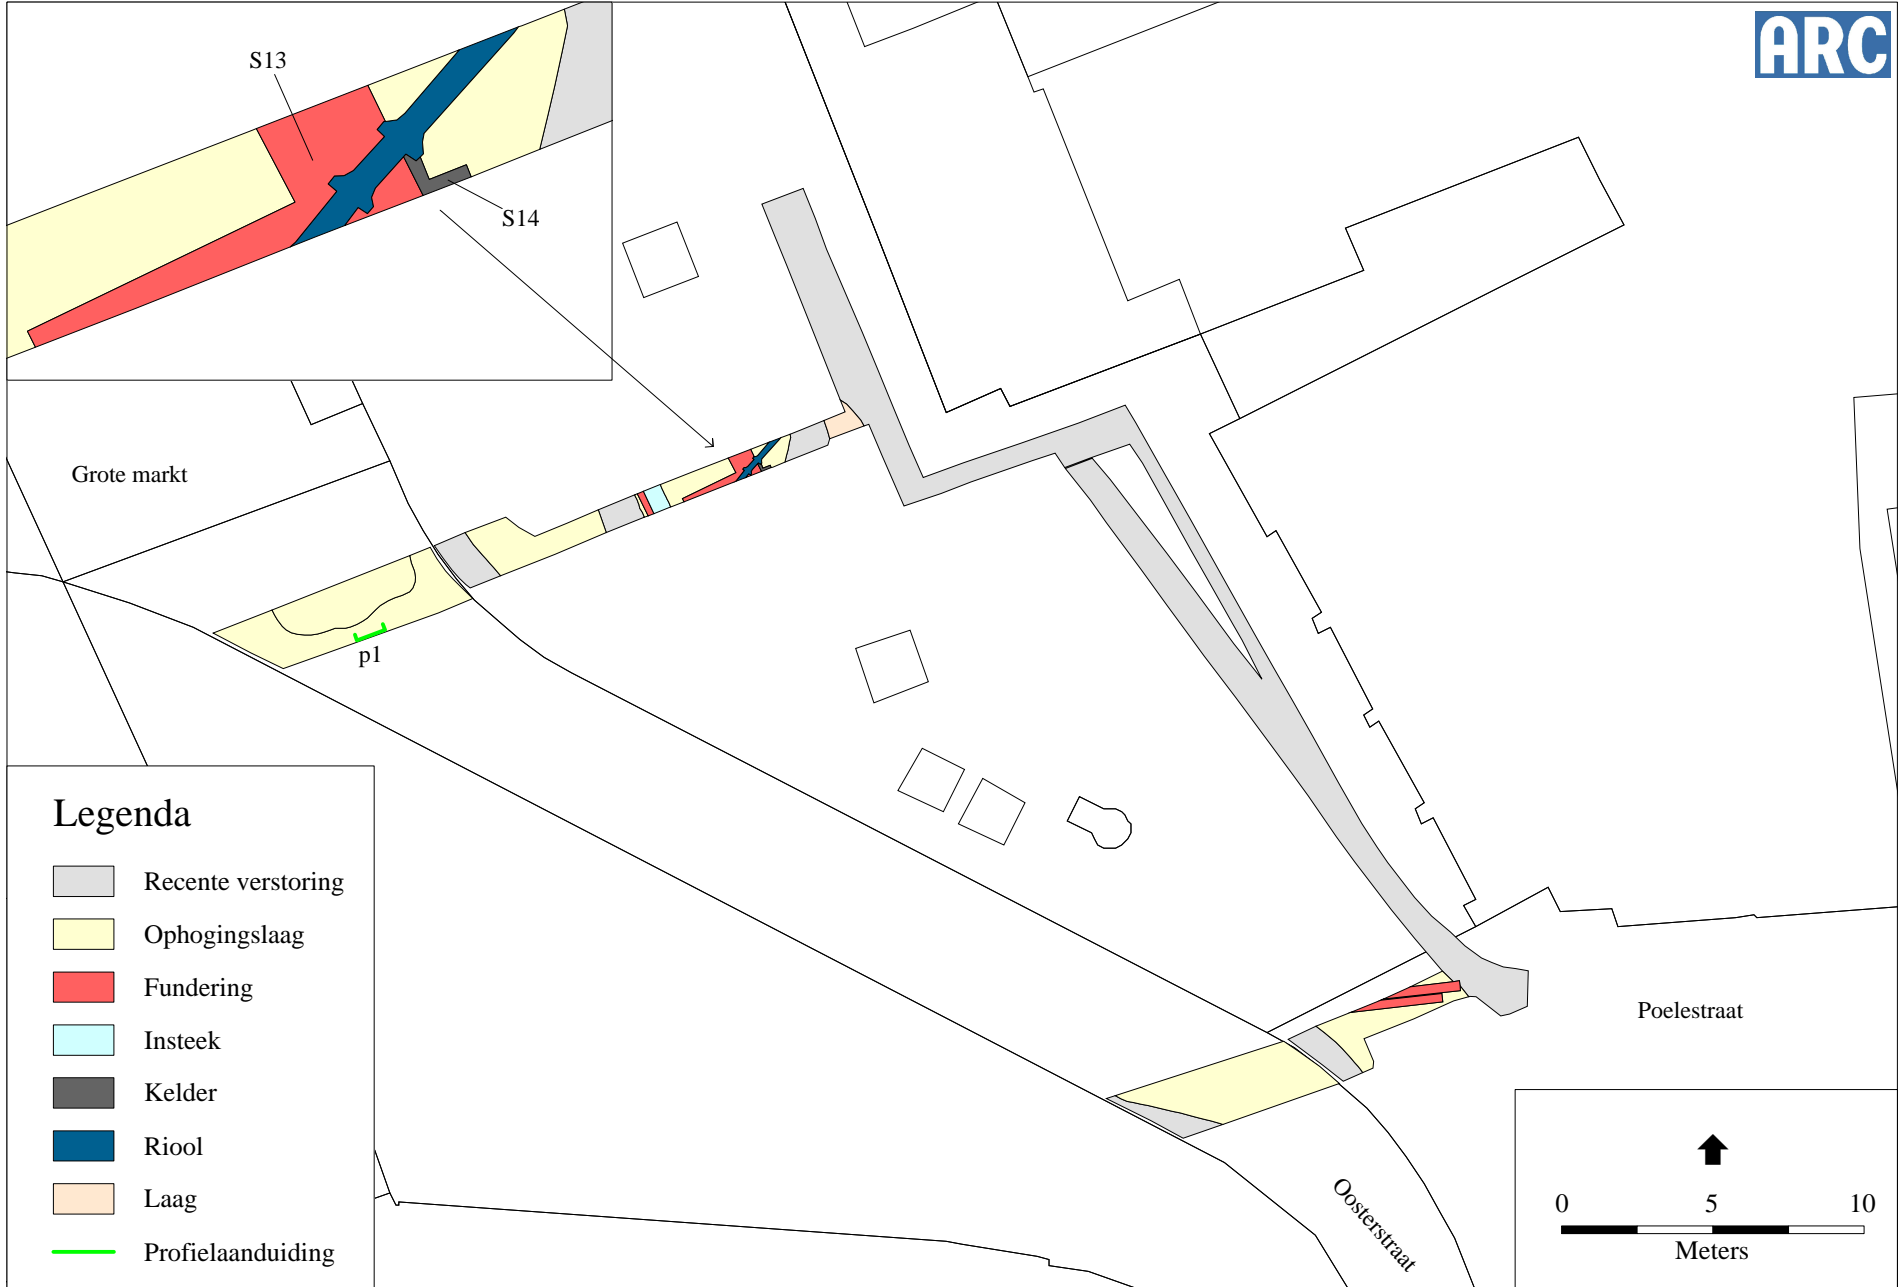 ARC
S13
S14
Grote markt
p1
Legenda
Recente verstoring
Ophogingslaag
Fundering
Insteek
Kelder
Riool
Laag
Profielaanduiding
Poelestraat
Oosterstraat
0 5 10
Meters